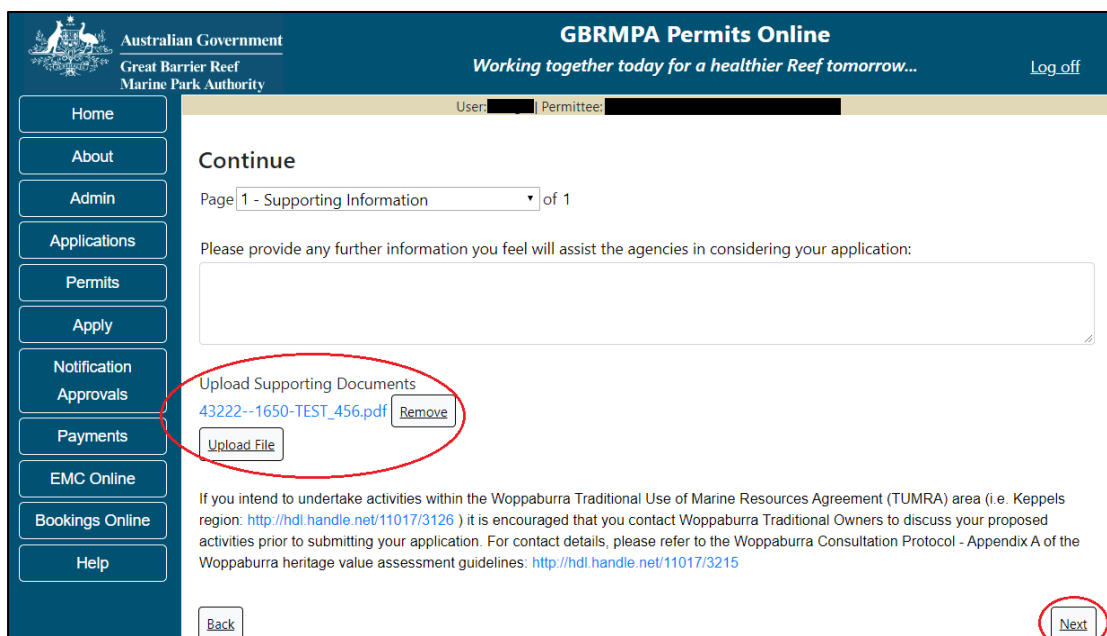 Australian Government
Great Barrier Reef
Marine Park Authority
GBRMPA Permits Online
Working together today for a healthier Reef tomorrow...
Log off
User: | Permittee:
Home
About
Admin
Applications
Permits
Apply
Notification
Approvals
Payments
EMC Online
Bookings Online
Help
Continue
Page 1 - Supporting Information of 1
Please provide any further information you feel will assist the agencies in considering your application:
Upload Supporting Documents
43222--1650-TEST_456.pdf Remove
Upload File
If you intend to undertake activities within the Woppaburra Traditional Use of Marine Resources Agreement (TUMRA) area (i.e. Keppels
region: http://hdl.handle.net/11017/3126 ) it is encouraged that you contact Woppaburra Traditional Owners to discuss your proposed
activities prior to submitting your application. For contact details, please refer to the Woppaburra Consultation Protocol - Appendix A of the
Woppaburra heritage value assessment guidelines: http://hdl.handle.net/11017/3215
Back
Next